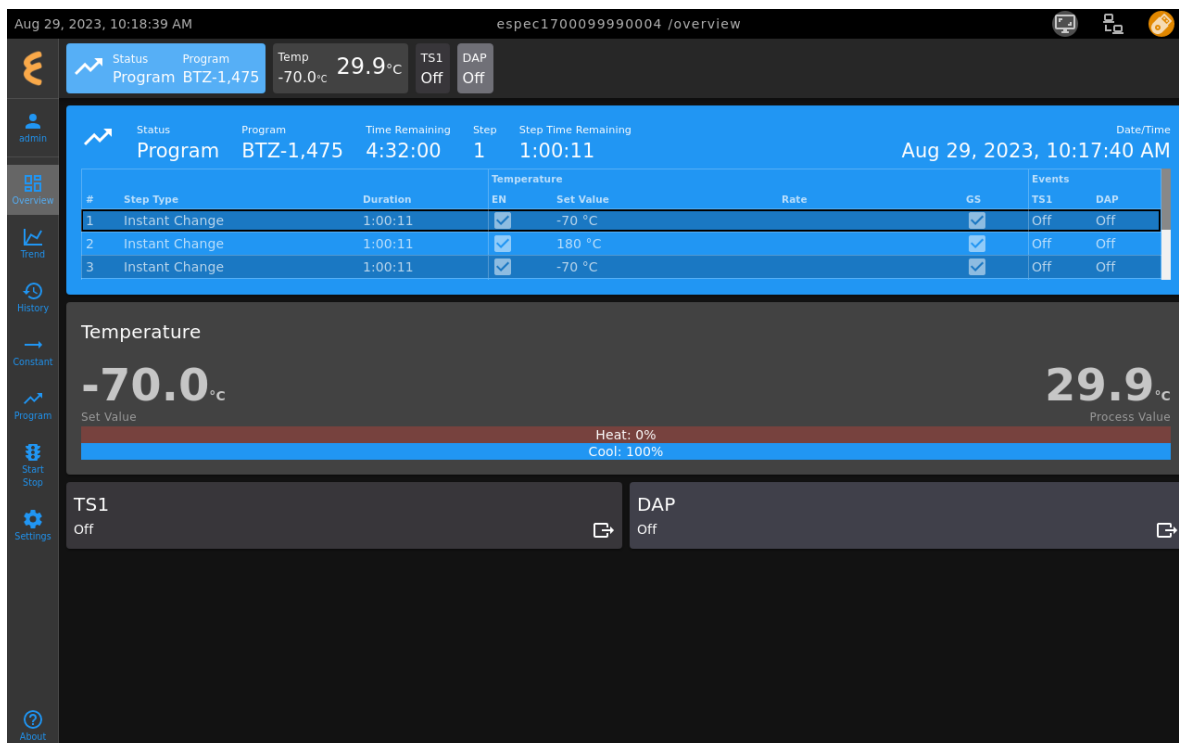 Aug 29, 2023, 10:18:39 AM espec1700099990004 /overview
Status Program Temp TS1 DAP
Program BTZ-1,475 -70.0°C 29.9°C Off Off
admin
Overview
Trend
History
Constant
Program
Start
Stop
Settings
About
Status Program Time Remaining Step Step Time Remaining Date/Time
Program BTZ-1,475 4:32:00 1 1:00:11 Aug 29, 2023, 10:17:40 AM
Temperature Events
# Step Type Duration EN Set Value Rate GS TS1 DAP
1 Instant Change 1:00:11 -70 °C Off Off
2 Instant Change 1:00:11 180 °C Off Off
3 Instant Change 1:00:11 -70 °C Off Off
Temperature
-70.0°C 29.9°C
Set Value Process Value
Heat: 0%
Cool: 100%
TS1 DAP
Off Off